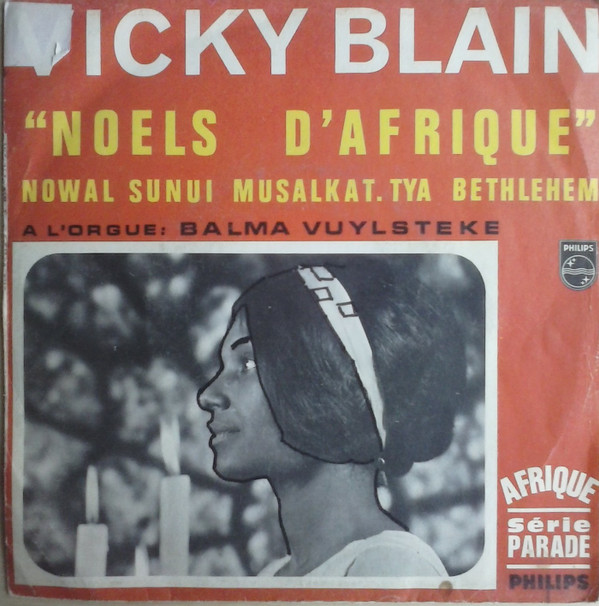 VICKY BLAIN
“NOELS D’AFRIQUE”
NOWAL SUNUI MUSALKAT. TYA BETHLEHEM
A L’ORGUE: BALMA VUYLSTEKE
PHILIPS
AFRIQUE
Série
PARADE
PHILIPS